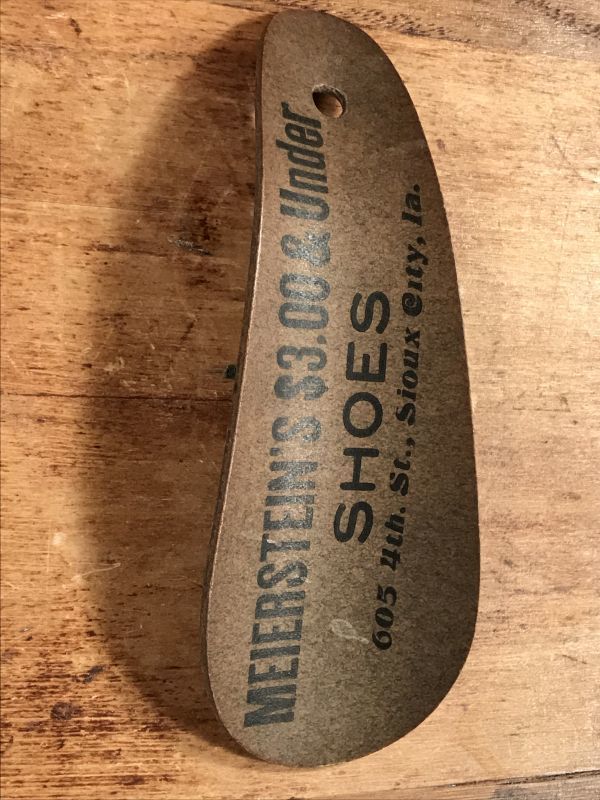 MEIERSTEIN'S $3.00 & Under
SHOES
605 4th. St., Sioux City, Ia.